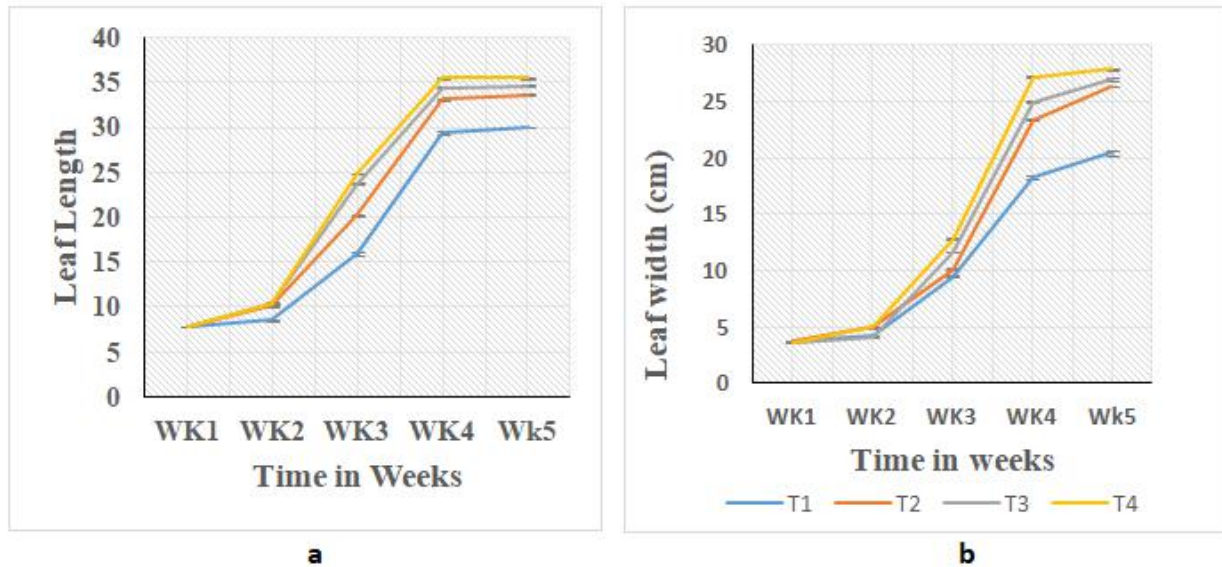 40
35
30
25
20
15
10
5
0
Leaf Length
WK1 WK2 WK3 WK4 Wk5
Time in Weeks
a
30
25
20
15
10
5
0
Leaf width (cm)
WK1 WK2 WK3 WK4 Wk5
Time in weeks
T1 T2 T3 T4
b